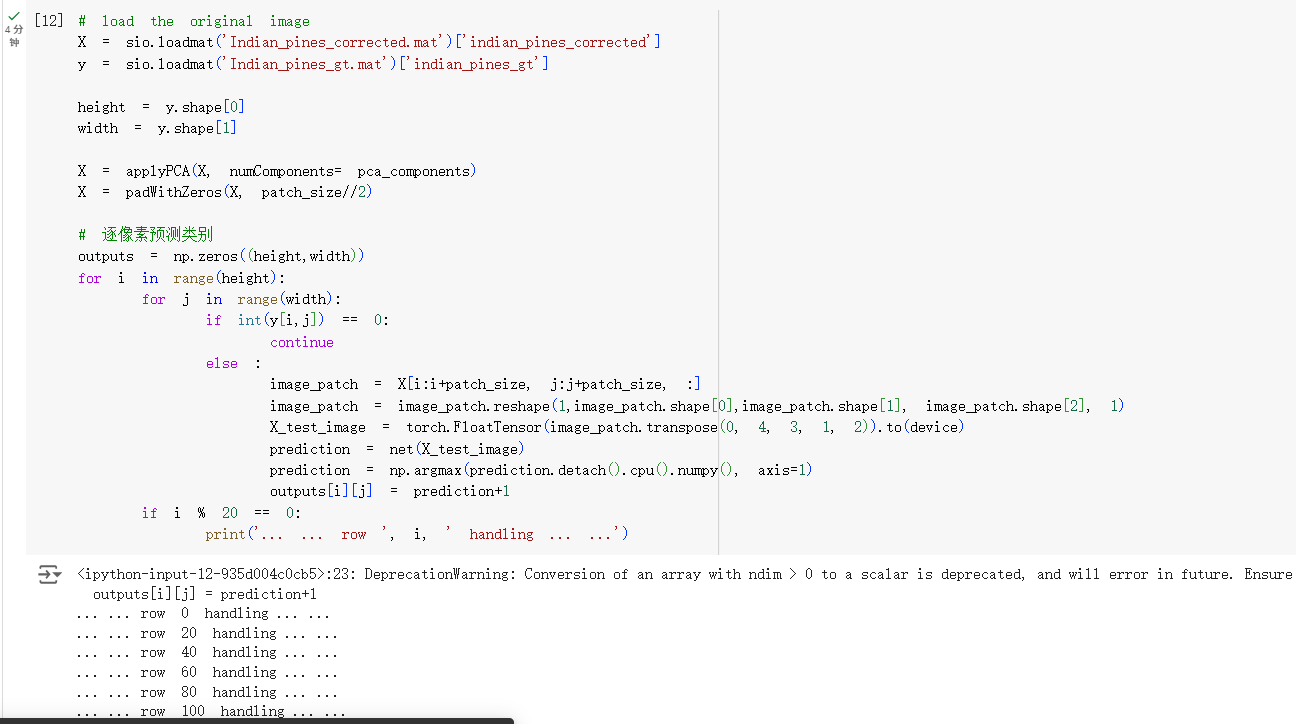 4 分
钟
[12] # load the original image
X = sio.loadmat('Indian_pines_corrected.mat')['indian_pines_corrected']
y = sio.loadmat('Indian_pines_gt.mat')['indian_pines_gt']
height = y.shape[0]
width = y.shape[1]
X = applyPCA(X, numComponents= pca_components)
X = padWithZeros(X, patch_size//2)
# 逐像素预测类别
outputs = np.zeros((height,width))
for i in range(height):
for j in range(width):
if int(y[i,j]) == 0:
continue
else :
image_patch = X[i:i+patch_size, j:j+patch_size, :]
image_patch = image_patch.reshape(1,image_patch.shape[0],image_patch.shape[1], image_patch.shape[2], 1)
X_test_image = torch.FloatTensor(image_patch.transpose(0, 4, 3, 1, 2)).to(device)
prediction = net(X_test_image)
prediction = np.argmax(prediction.detach().cpu().numpy(), axis=1)
outputs[i][j] = prediction+1
if i % 20 == 0:
print('... ... row ', i, ' handling ... ...')
<ipython-input-12-935d004c0cb5>:23: DeprecationWarning: Conversion of an array with ndim > 0 to a scalar is deprecated, and will error in future. Ensure
outputs[i][j] = prediction+1
... ... row 0 handling ... ...
... ... row 20 handling ... ...
... ... row 40 handling ... ...
... ... row 60 handling ... ...
... ... row 80 handling ... ...
... ... row 100 handling ... ...